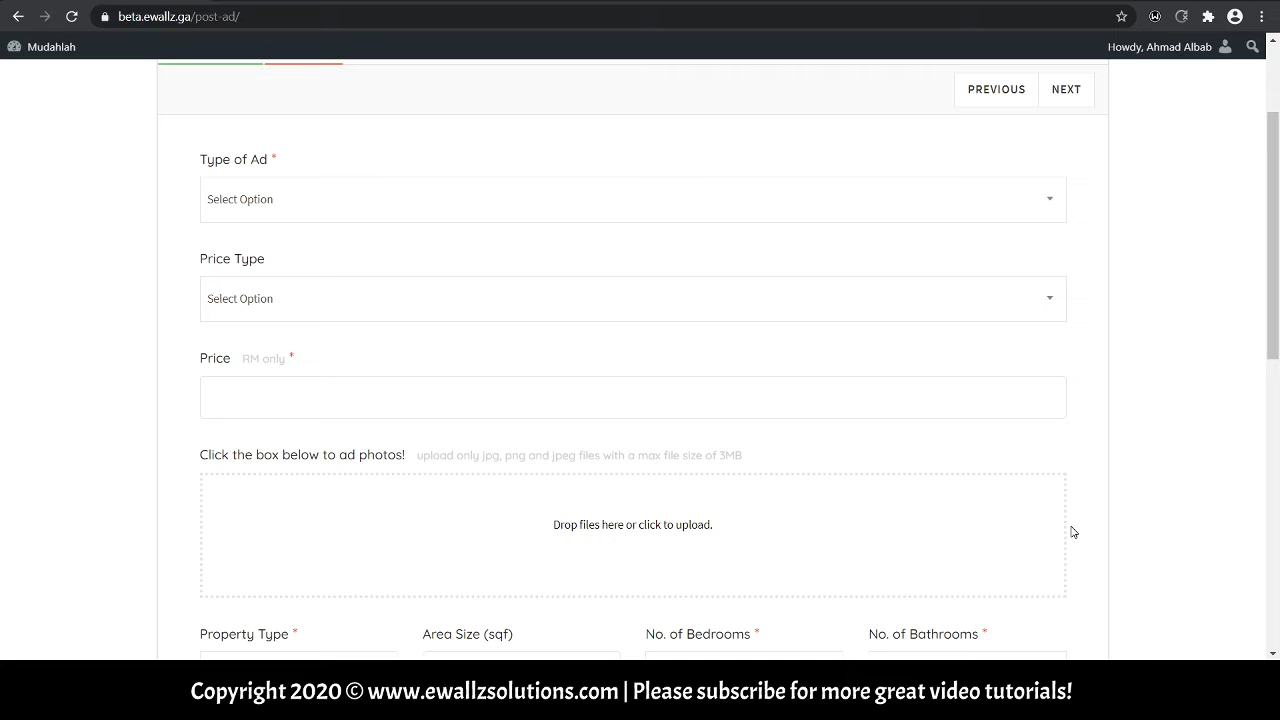 beta.ewallz.ga/post-ad/
Mudahlah
Howdy, Ahmad Albab
PREVIOUS
NEXT
Type of Ad *
Select Option
Price Type
Select Option
Price RM only *
Click the box below to ad photos! upload only jpg, png and jpeg files with a max file size of 3MB
Drop files here or click to upload.
Property Type *
Area Size (sqf)
No. of Bedrooms *
No. of Bathrooms *
Copyright 2020 © www.ewallzsolutions.com | Please subscribe for more great video tutorials!